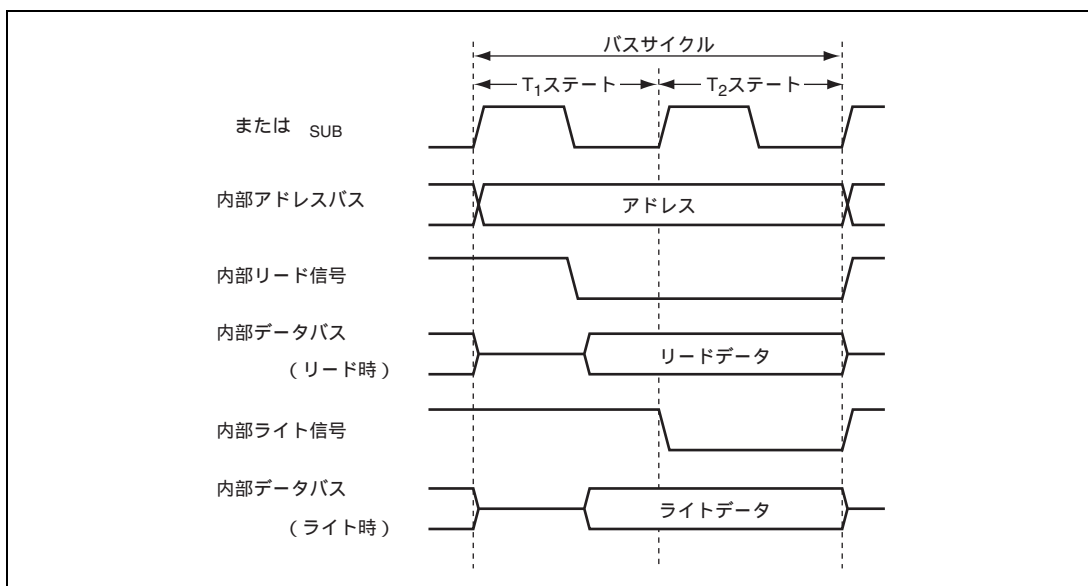 バスサイクル
T1ステート
T2ステート
または SUB
内部アドレスバス
アドレス
内部リード信号
内部データバス
(リード時)
リードデータ
内部ライト信号
内部データバス
(ライト時)
ライトデータ